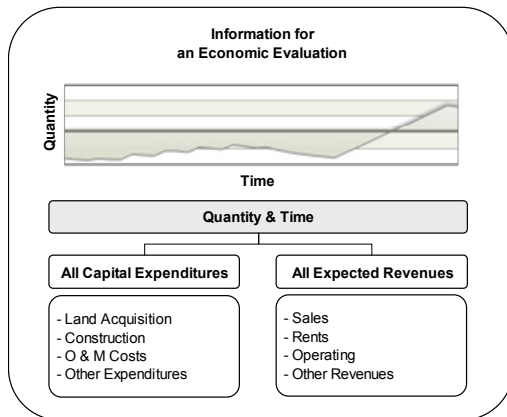 Information for
an Economic Evaluation
Quantity
Time
Quantity & Time
All Capital Expenditures
All Expected Revenues
- Land Acquisition
- Construction
- O & M Costs
- Other Expenditures
- Sales
- Rents
- Operating
- Other Revenues